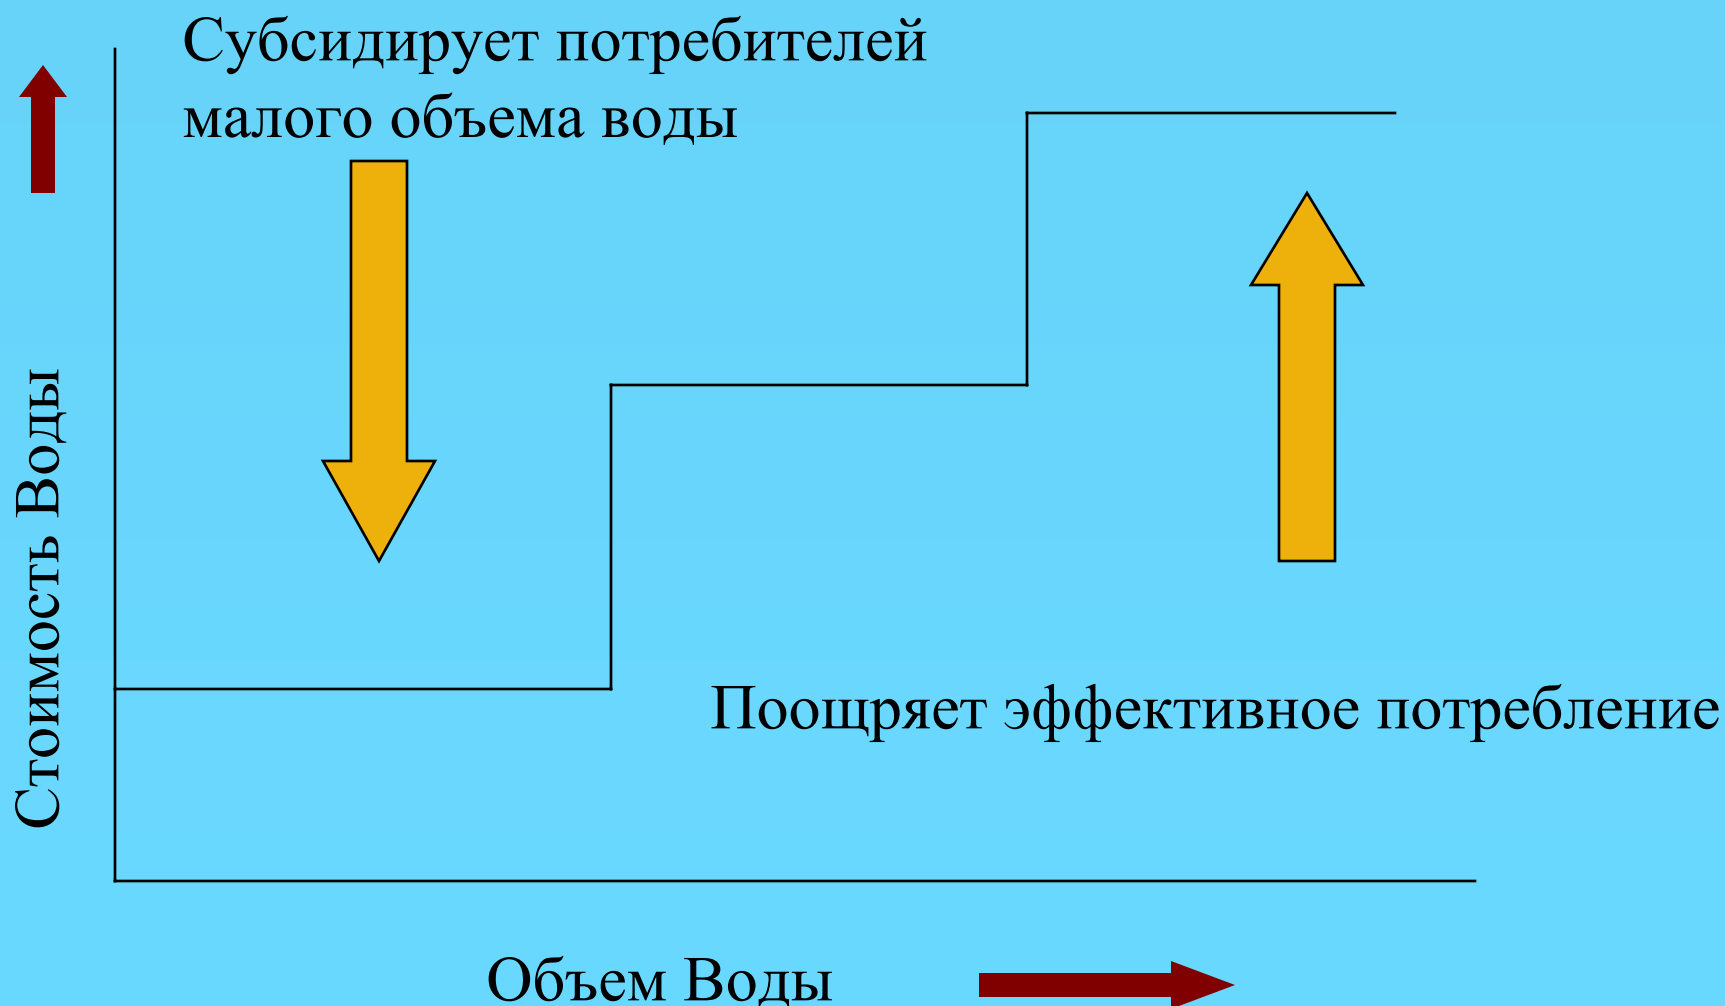 Субсидирует потребителей
малого объема воды
Стоимость Воды
Поощряет эффективное потребление
Объем Воды